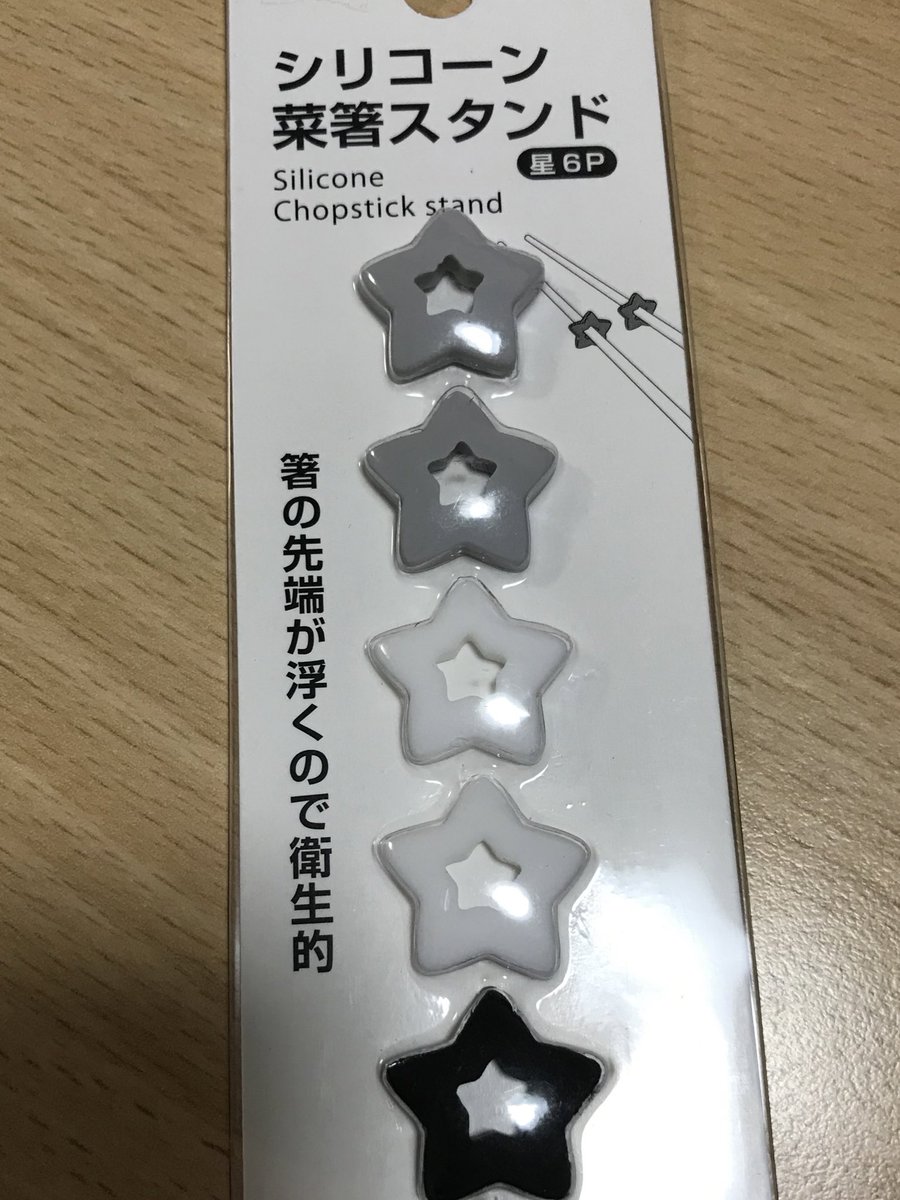 シリコーン
菜箸スタンド
星6P
Silicone
Chopstick stand
箸の先端が浮くので衛生的